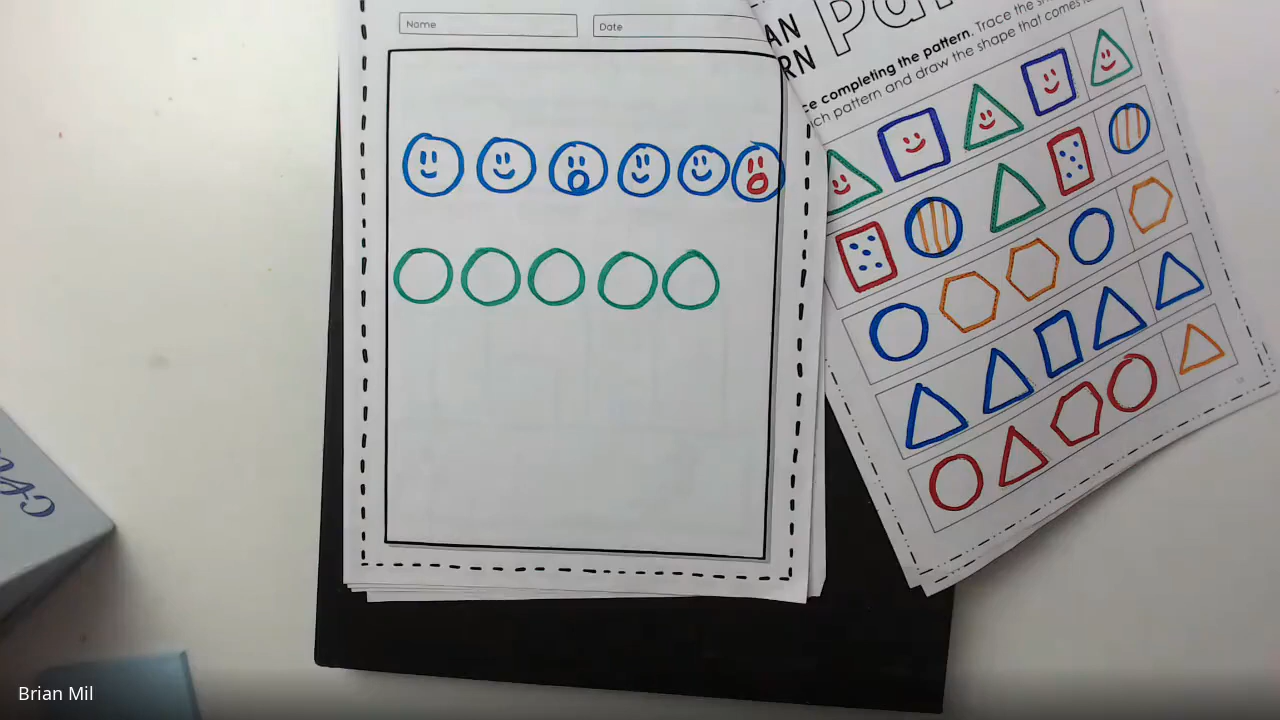 Name
Date
AN
RN
ce completing the pattern. Trace the
ch pattern and draw the shape that comes
Brian Mil